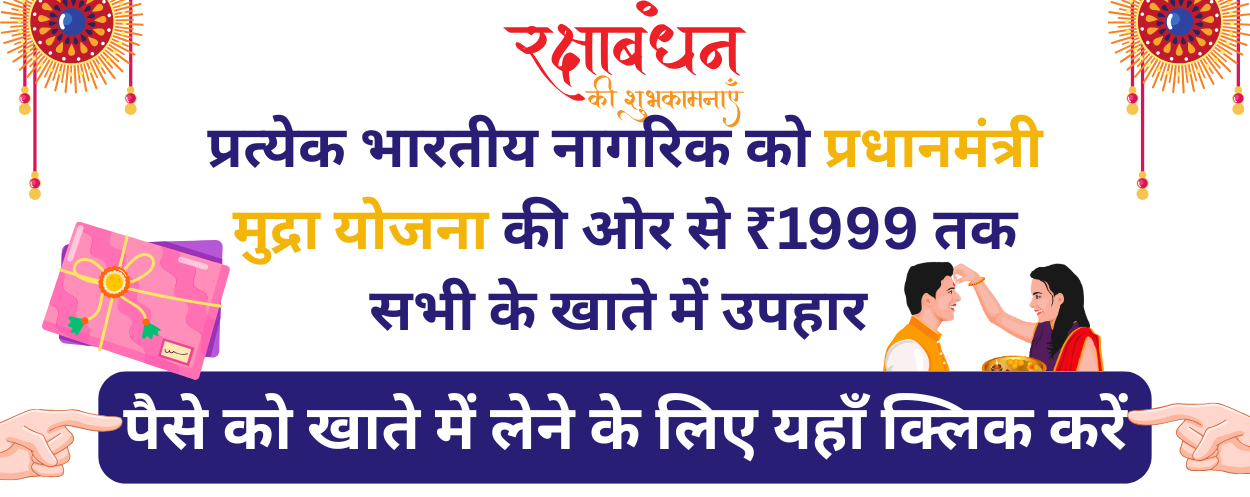 रक्षाबंधन
की शुभकामनाएँ
प्रत्येक भारतीय नागरिक को प्रधानमंत्री
मुद्रा योजना की ओर से ₹1999 तक
सभी के खाते में उपहार
पैसे को खाते में लेने के लिए यहाँ क्लिक करें